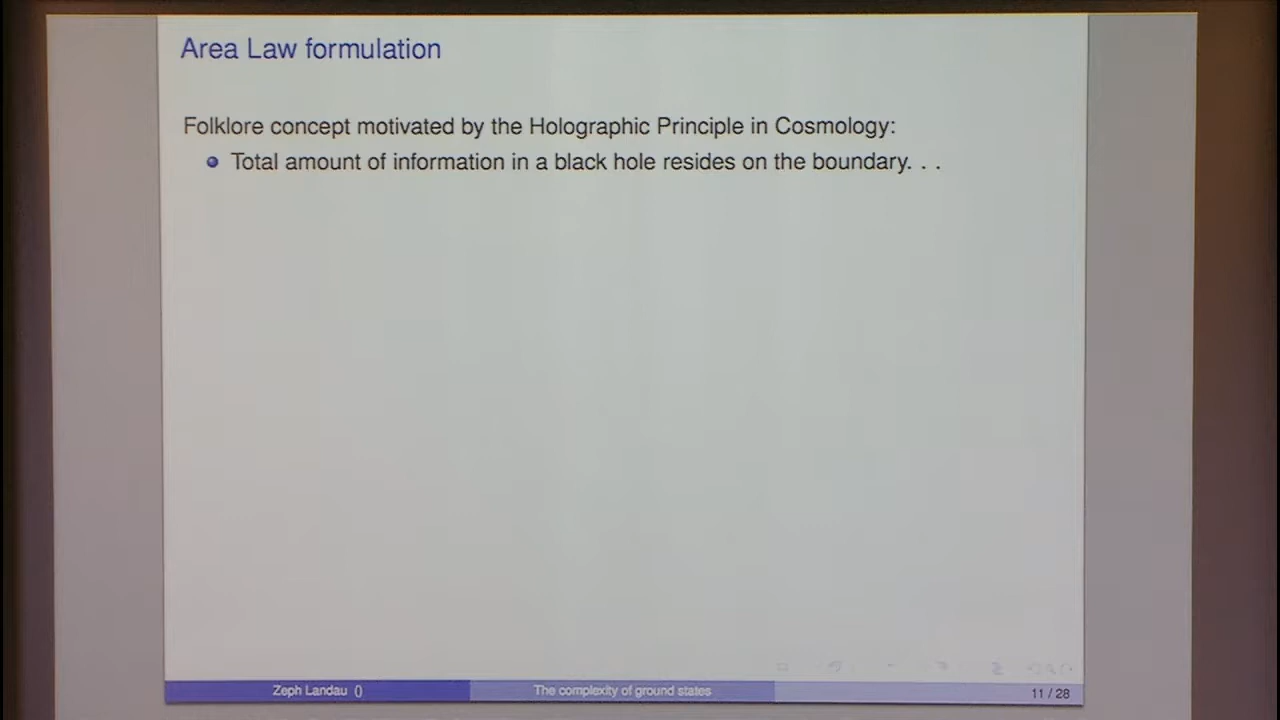 Area Law formulation
Folklore concept motivated by the Holographic Principle in Cosmology:
Total amount of information in a black hole resides on the boundary. . .
Zeph Landau ()
The complexity of ground states
11 / 28